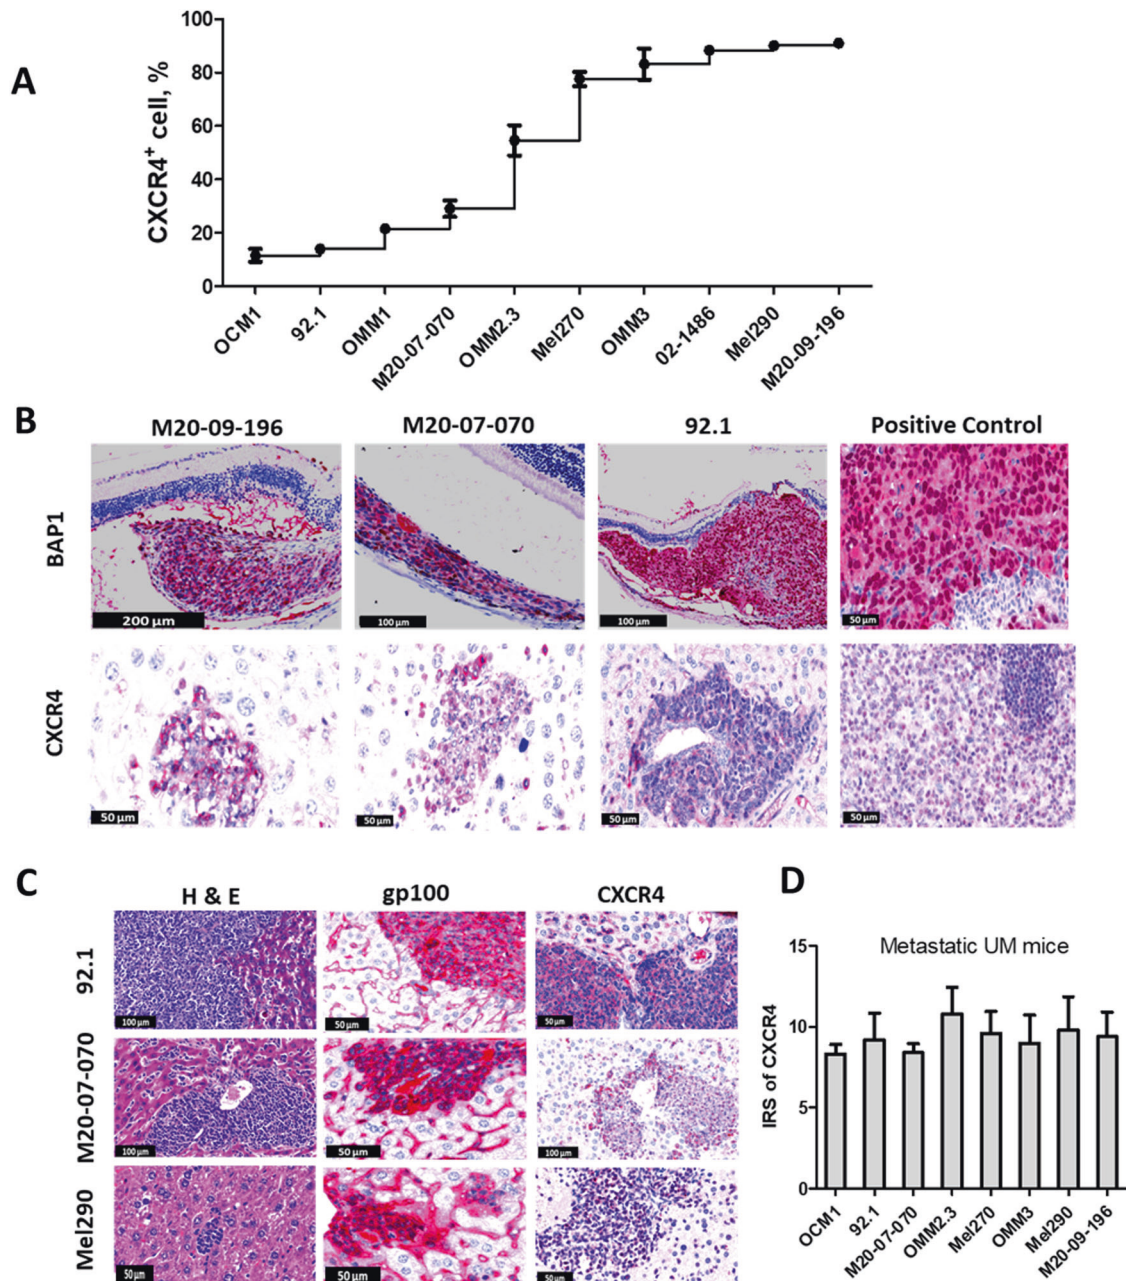 A
CXCR4+ cell, %
100
80
60
40
20
0
OCM1
92.1
OMM1
M20-07-070
OMM2.3
Mel270
OMM3
02-1486
Mel290
M20-09-196
B
M20-09-196
M20-07-070
92.1
Positive Control
BAP1
200 µm
100 µm
100 µm
50 µm
CXCR4
50 µm
50 µm
50 µm
50 µm
C
H & E
gp100
CXCR4
92.1
100 µm
50 µm
50 µm
M20-07-070
100 µm
50 µm
100 µm
Mel290
50 µm
50 µm
50 µm
D
Metastatic UM mice
IRS of CXCR4
15
10
5
0
OCM1
92.1
M20-07-070
OMM2.3
Mel270
OMM3
Mel290
M20-09-196